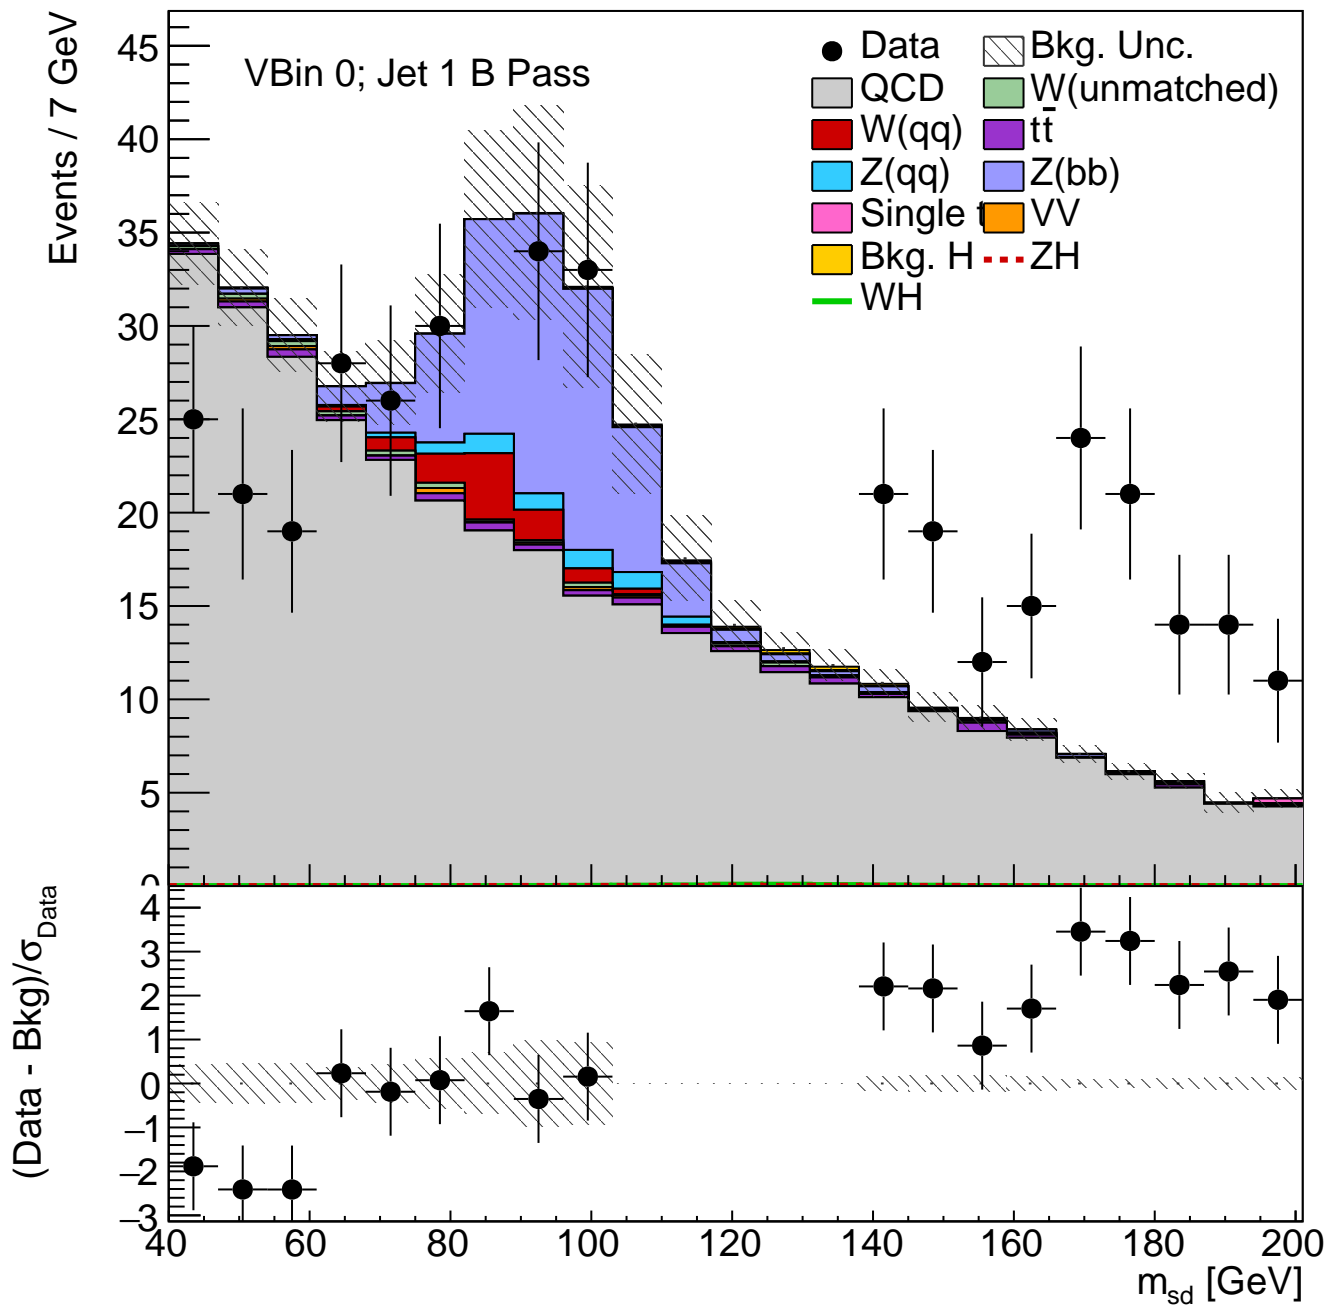 Events / 7 GeV
45
40
35
30
25
20
15
10
5
0
VBin 0; Jet 1 B Pass
Data
Bkg. Unc.
QCD
W(unmatched)
W(qq)
tt̄
Z(qq)
Z(bb)
Single t
VV
Bkg. H
ZH
WH
(Data - Bkg)/σData
4
3
2
1
0
−1
−2
−3
40 60 80 100 120 140 160 180 200
msd [GeV]